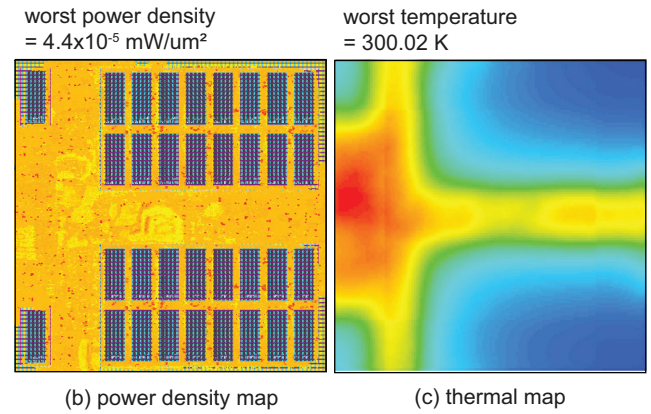 worst power density
= 4.4x10⁻⁵ mW/um²
worst temperature
= 300.02 K
(b) power density map
(c) thermal map